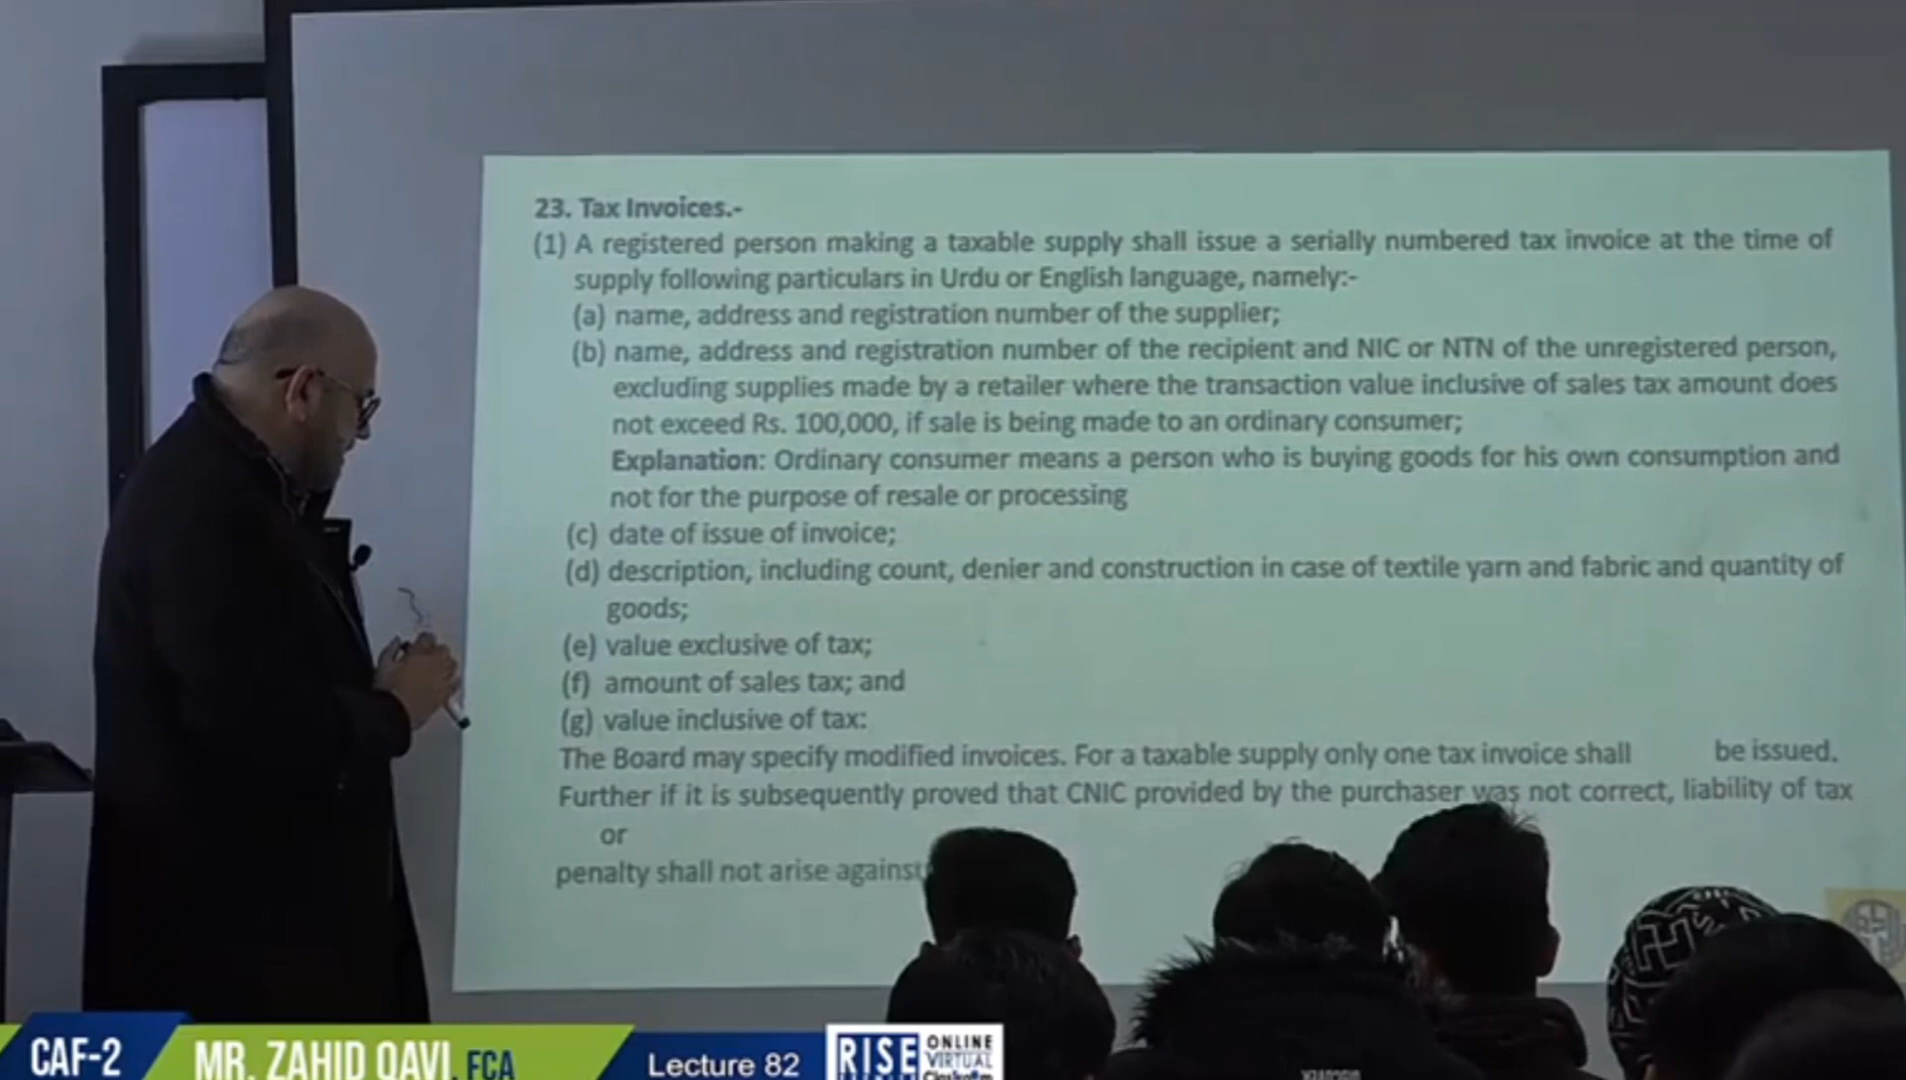 23. Tax Invoices.-
(1) A registered person making a taxable supply shall issue a serially numbered tax invoice at the time of
supply following particulars in Urdu or English language, namely:-
(a) name, address and registration number of the supplier;
(b) name, address and registration number of the recipient and NIC or NTN of the unregistered person,
excluding supplies made by a retailer where the transaction value inclusive of sales tax amount does
not exceed Rs. 100,000, if sale is being made to an ordinary consumer;
Explanation: Ordinary consumer means a person who is buying goods for his own consumption and
not for the purpose of resale or processing
(c) date of issue of invoice;
(d) description, including count, denier and construction in case of textile yarn and fabric and quantity of
goods;
(e) value exclusive of tax;
(f) amount of sales tax; and
(g) value inclusive of tax:
The Board may specify modified invoices. For a taxable supply only one tax invoice shall be issued.
Further if it is subsequently proved that CNIC provided by the purchaser was not correct, liability of tax
or
penalty shall not arise against
CAF-2
MR. ZAHID QAVI, FCA
Lecture 82
RISE
ONLINE
VIRTUAL